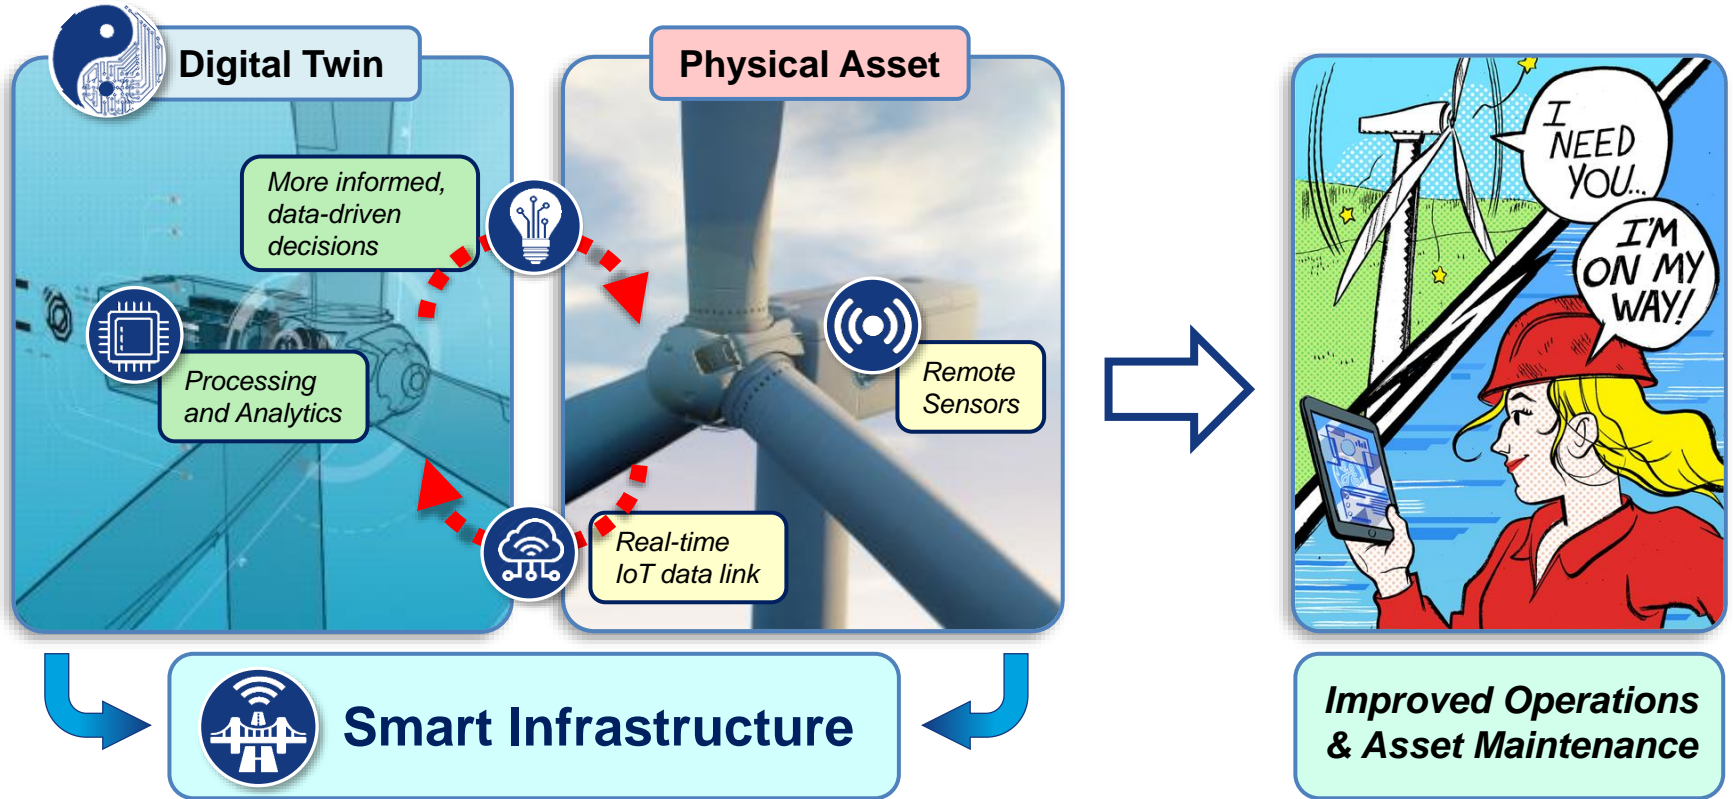 Digital Twin
Physical Asset
More informed,
data-driven
decisions
Processing
and Analytics
Remote
Sensors
Real-time
IoT data link
Smart Infrastructure
I
NEED
YOU...
I'M
ON MY
WAY!
Improved Operations
& Asset Maintenance